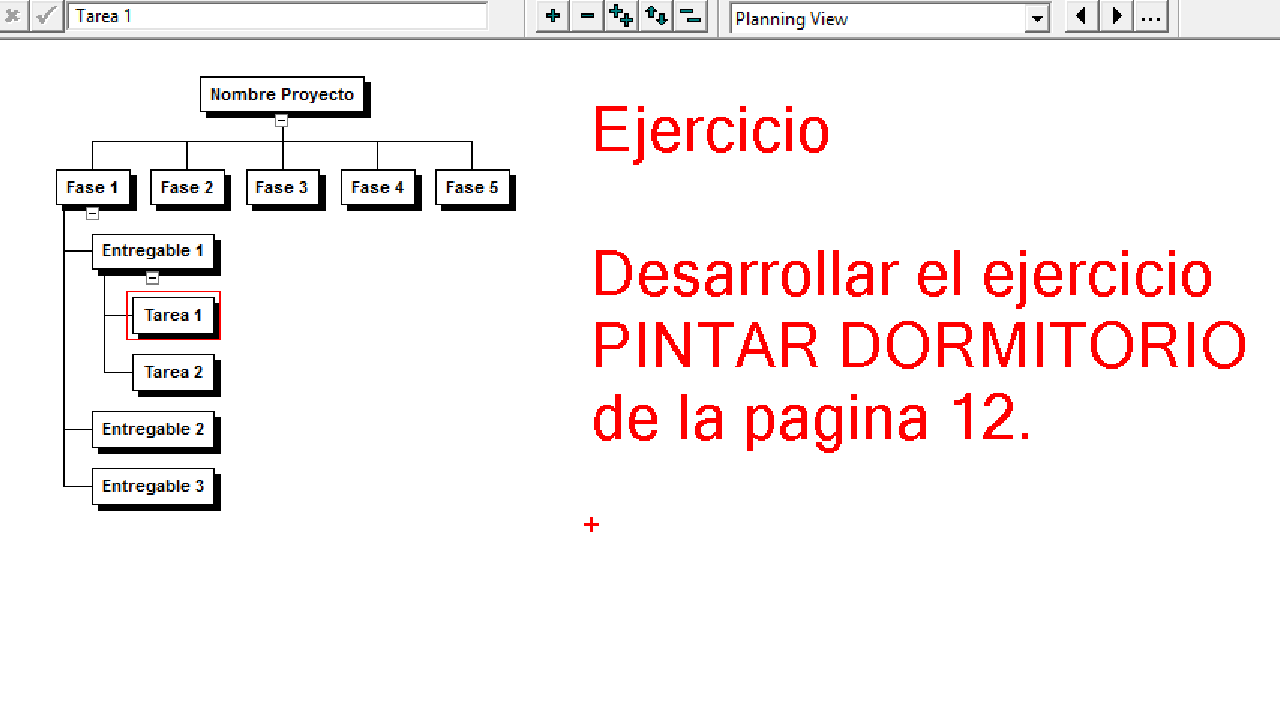 Tarea 1
Planning View
Nombre Proyecto
Fase 1
Fase 2
Fase 3
Fase 4
Fase 5
Entregable 1
Tarea 1
Tarea 2
Entregable 2
Entregable 3
Ejercicio
Desarrollar el ejercicio
PINTAR DORMITORIO
de la pagina 12.